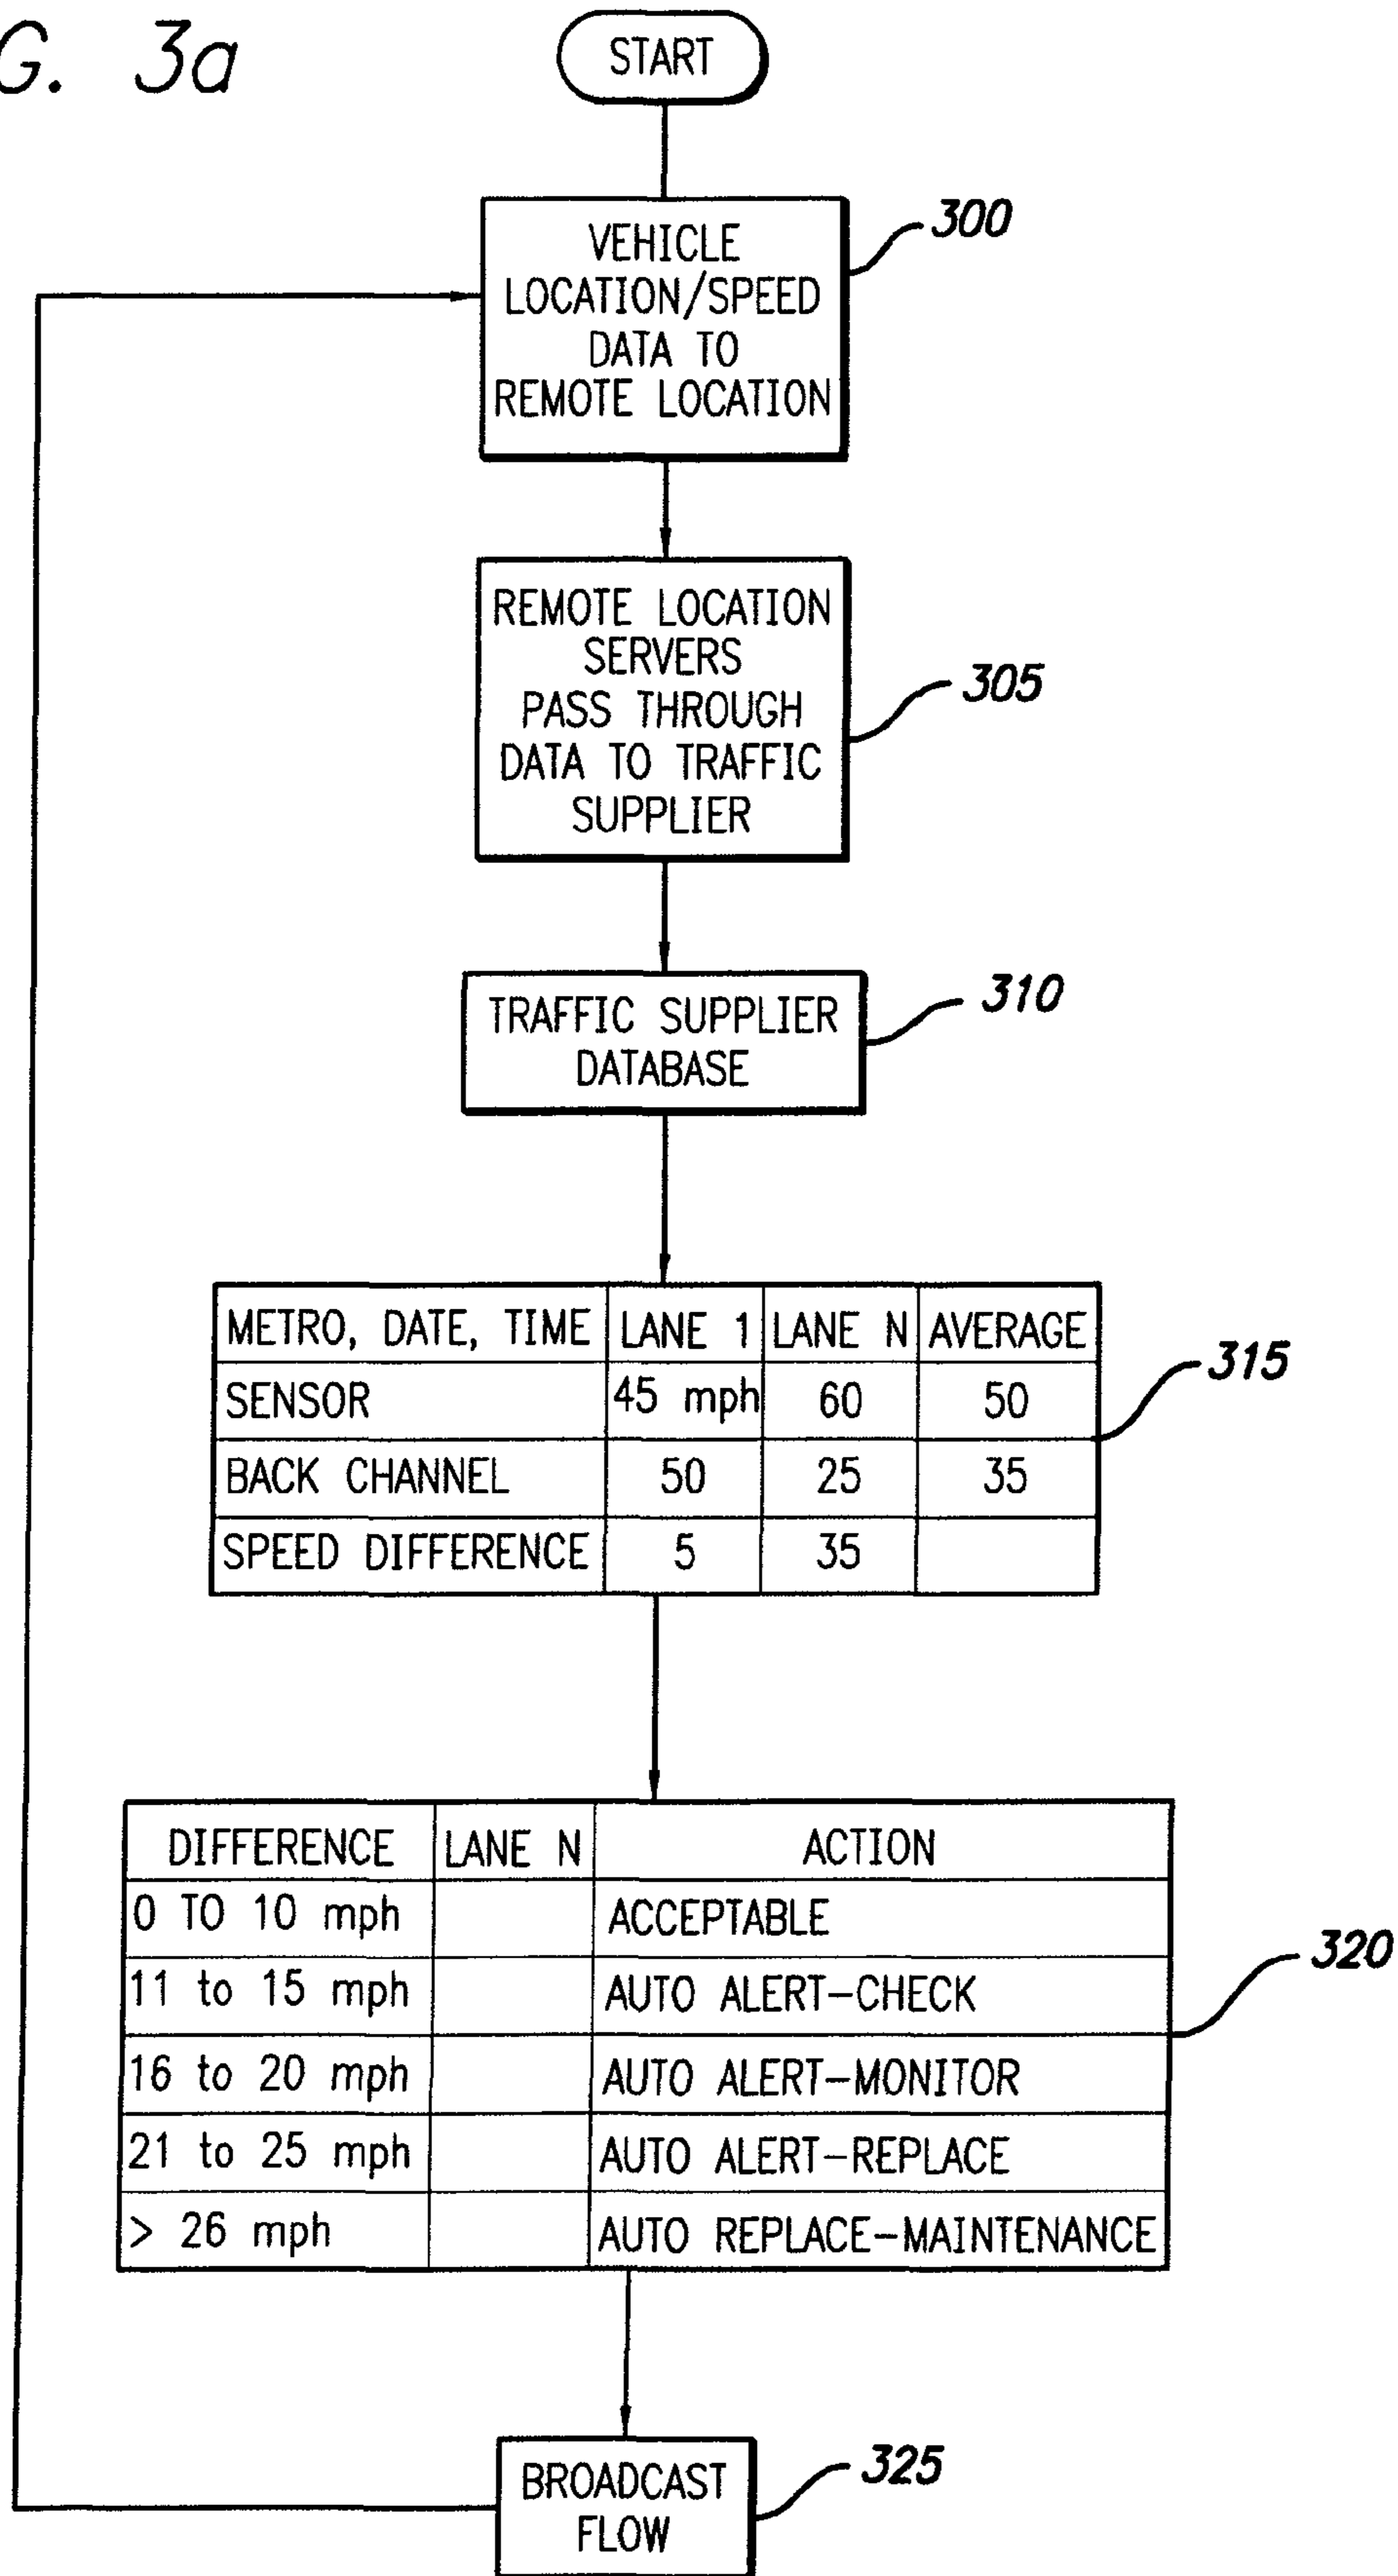 G. 3a
START
VEHICLE
LOCATION/SPEED
DATA TO
REMOTE LOCATION
300
REMOTE LOCATION
SERVERS
PASS THROUGH
DATA TO TRAFFIC
SUPPLIER
305
TRAFFIC SUPPLIER
DATABASE
310
METRO, DATE, TIME LANE 1 LANE N AVERAGE
SENSOR 45 mph 60 50
BACK CHANNEL 50 25 35
SPEED DIFFERENCE 5 35
315
DIFFERENCE LANE N ACTION
0 TO 10 mph ACCEPTABLE
11 to 15 mph AUTO ALERT-CHECK
16 to 20 mph AUTO ALERT-MONITOR
21 to 25 mph AUTO ALERT-REPLACE
> 26 mph AUTO REPLACE-MAINTENANCE
320
BROADCAST
FLOW
325